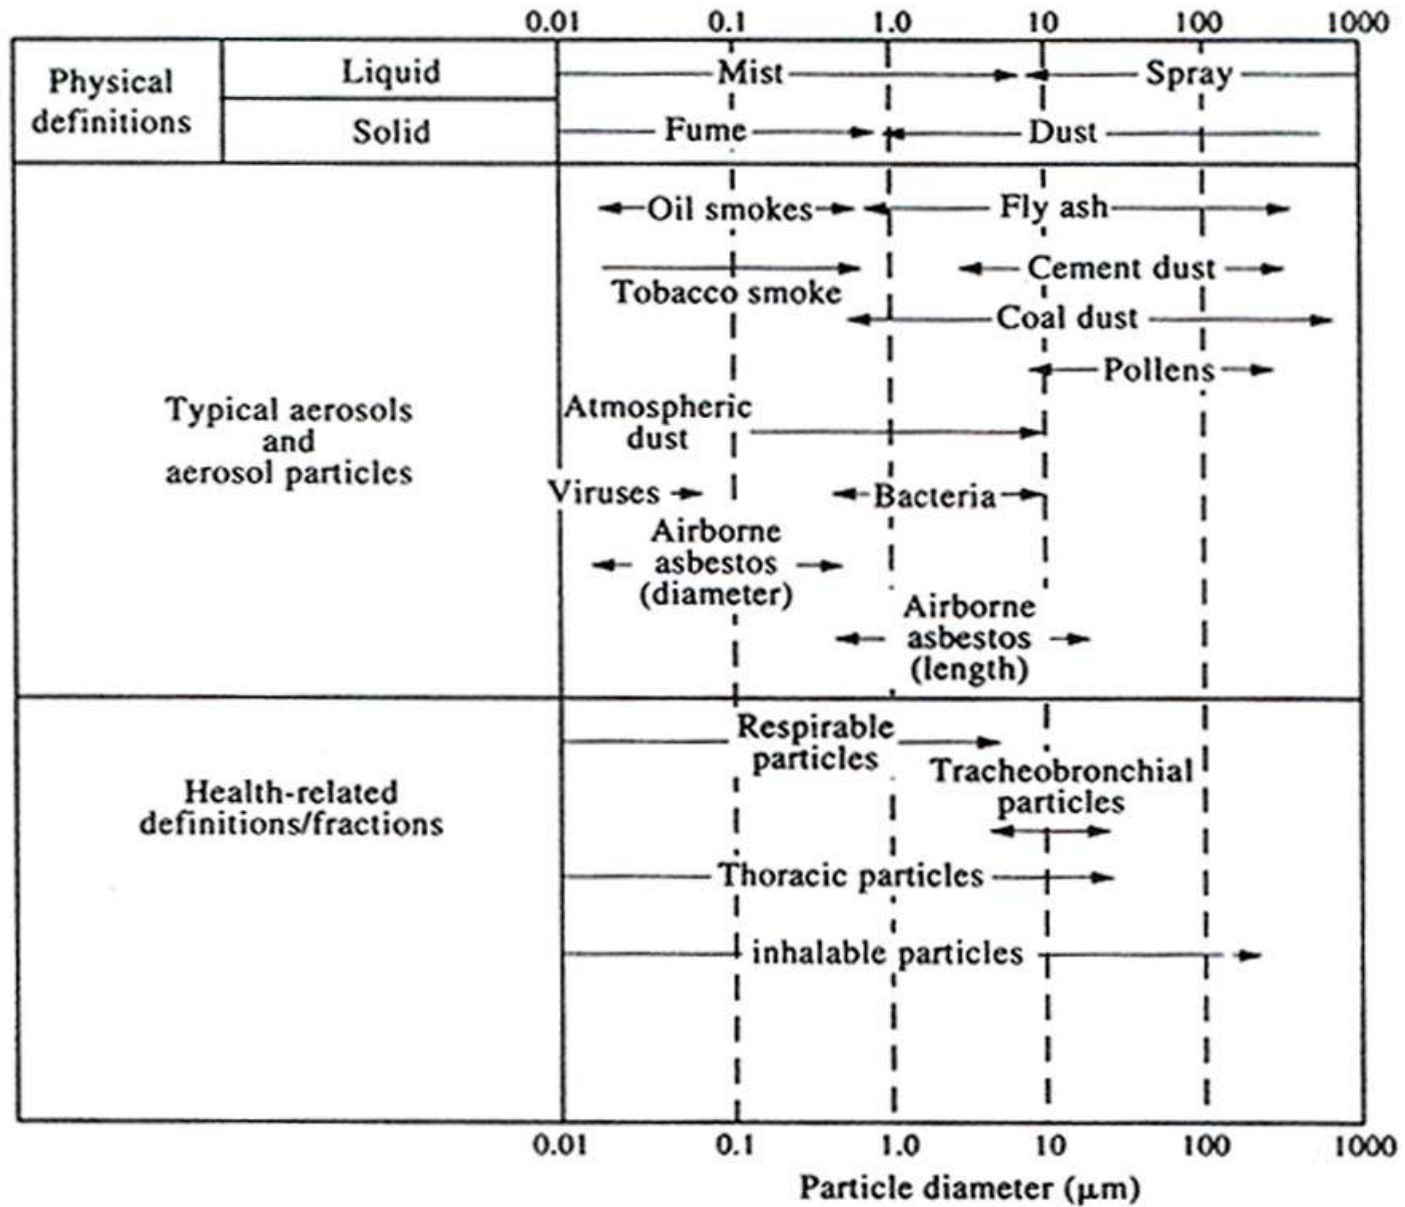 0.01 0.1 1.0 10 100 1000
Physical
definitions
Liquid
Mist
Spray
Solid
Fume
Dust
Oil smokes
Fly ash
Cement dust
Tobacco smoke
Coal dust
Pollens
Typical aerosols
and
aerosol particles
Atmospheric
dust
Viruses
Bacteria
Airborne
asbestos
(diameter)
Airborne
asbestos
(length)
Health-related
definitions/fractions
Respirable
particles
Tracheobronchial
particles
Thoracic particles
inhalable particles
0.01 0.1 1.0 10 100 1000
Particle diameter (μm)